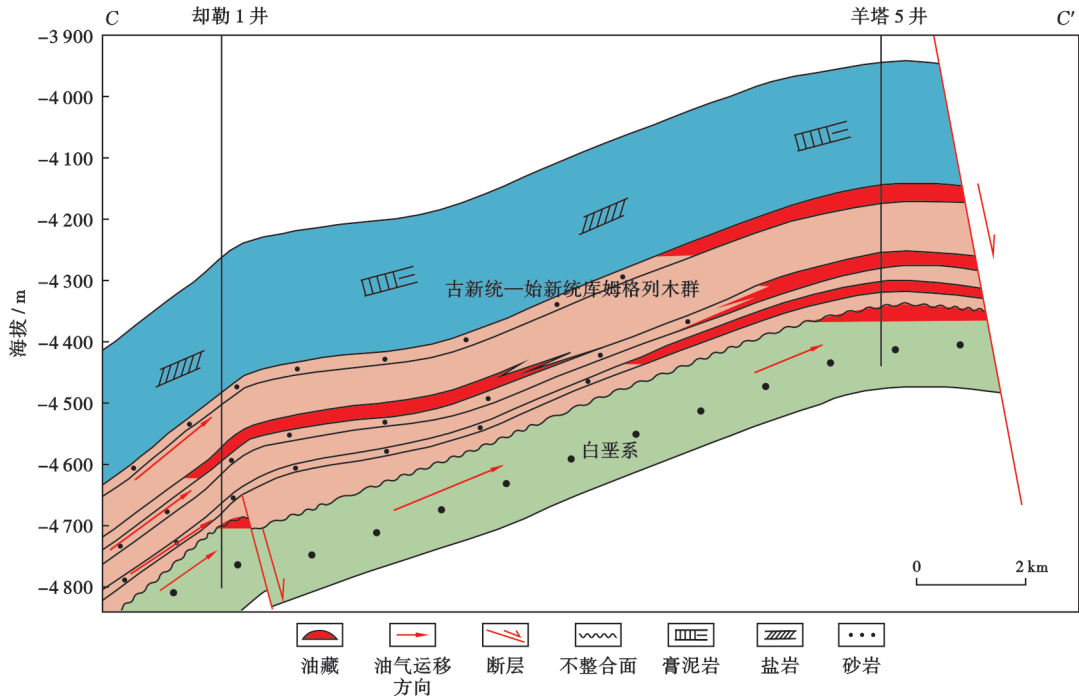 C
却勒1井
羊塔5井
C'
-3 900
-4 000
-4 100
-4 200
-4 300
-4 400
-4 500
-4 600
-4 700
-4 800
海拔/m
古新统—始新统库姆格列木群
白垩系
0
2 km
油藏
油气运移
方向
断层
不整合面
膏泥岩
盐岩
砂岩